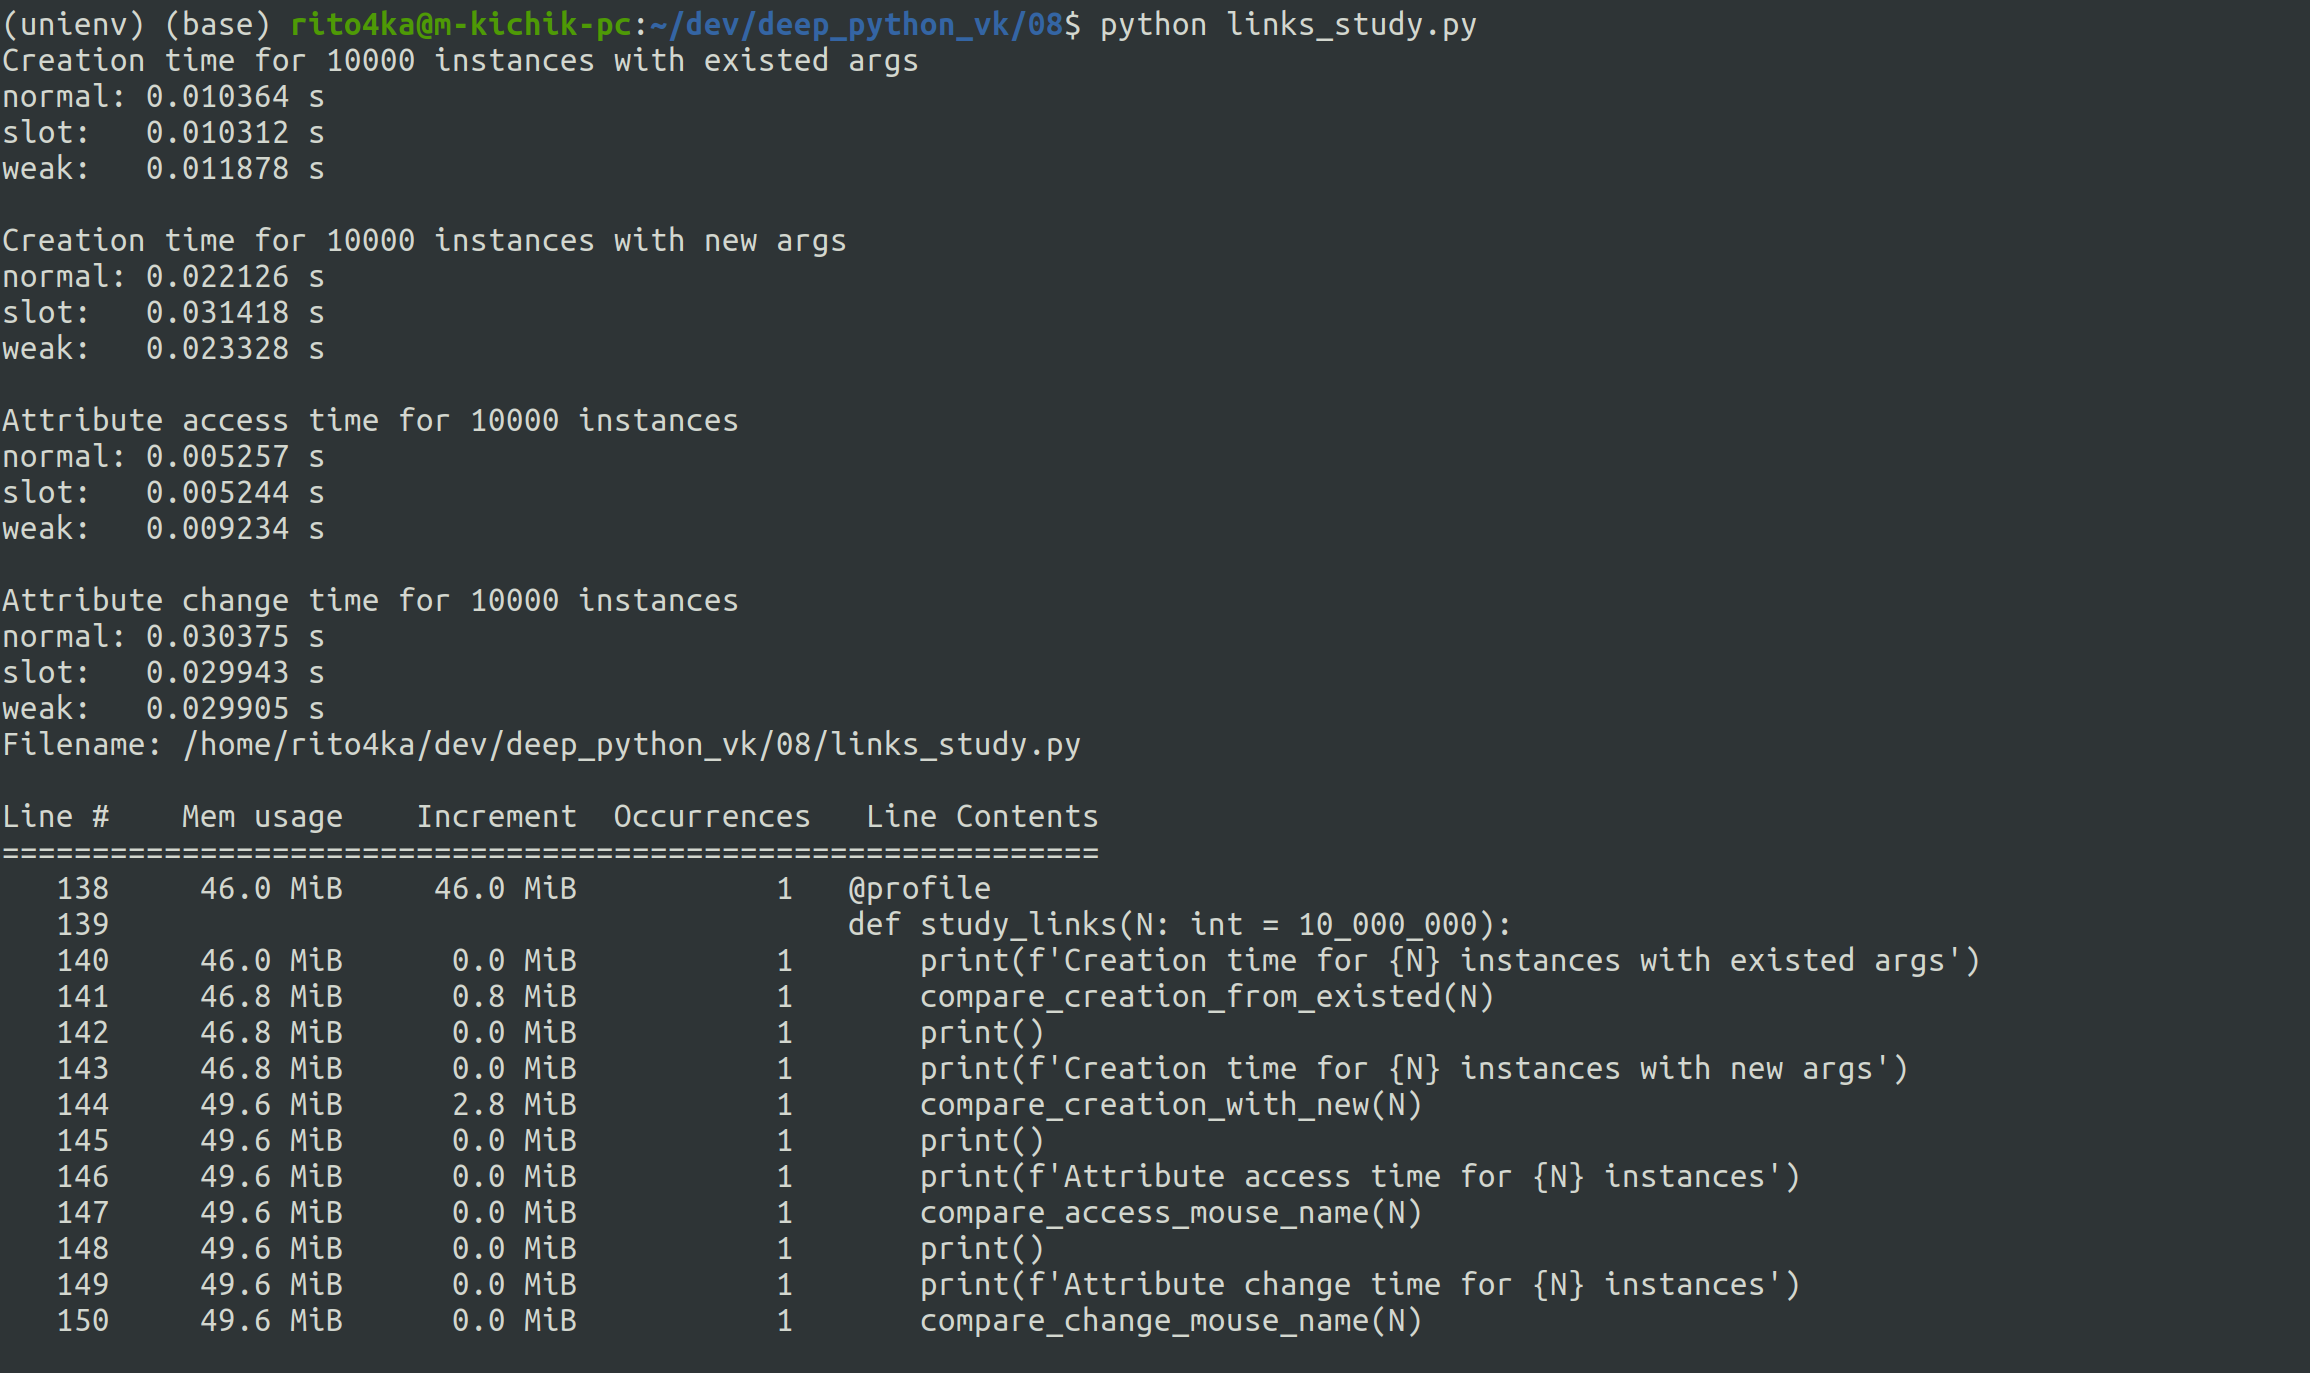 (unienv) (base) rito4ka@m-kichik-pc:~/dev/deep_python_vk/08$ python links_study.py
Creation time for 10000 instances with existed args
normal: 0.010364 s
slot:   0.010312 s
weak:   0.011878 s

Creation time for 10000 instances with new args
normal: 0.022126 s
slot:   0.031418 s
weak:   0.023328 s

Attribute access time for 10000 instances
normal: 0.005257 s
slot:   0.005244 s
weak:   0.009234 s

Attribute change time for 10000 instances
normal: 0.030375 s
slot:   0.029943 s
weak:   0.029905 s
Filename: /home/rito4ka/dev/deep_python_vk/08/links_study.py

Line #    Mem usage    Increment  Occurrences   Line Contents
=============================================================
   138     46.0 MiB     46.0 MiB           1   @profile
   139                                         def study_links(N: int = 10_000_000):
   140     46.0 MiB      0.0 MiB           1       print(f'Creation time for {N} instances with existed args')
   141     46.8 MiB      0.8 MiB           1       compare_creation_from_existed(N)
   142     46.8 MiB      0.0 MiB           1       print()
   143     46.8 MiB      0.0 MiB           1       print(f'Creation time for {N} instances with new args')
   144     49.6 MiB      2.8 MiB           1       compare_creation_with_new(N)
   145     49.6 MiB      0.0 MiB           1       print()
   146     49.6 MiB      0.0 MiB           1       print(f'Attribute access time for {N} instances')
   147     49.6 MiB      0.0 MiB           1       compare_access_mouse_name(N)
   148     49.6 MiB      0.0 MiB           1       print()
   149     49.6 MiB      0.0 MiB           1       print(f'Attribute change time for {N} instances')
   150     49.6 MiB      0.0 MiB           1       compare_change_mouse_name(N)